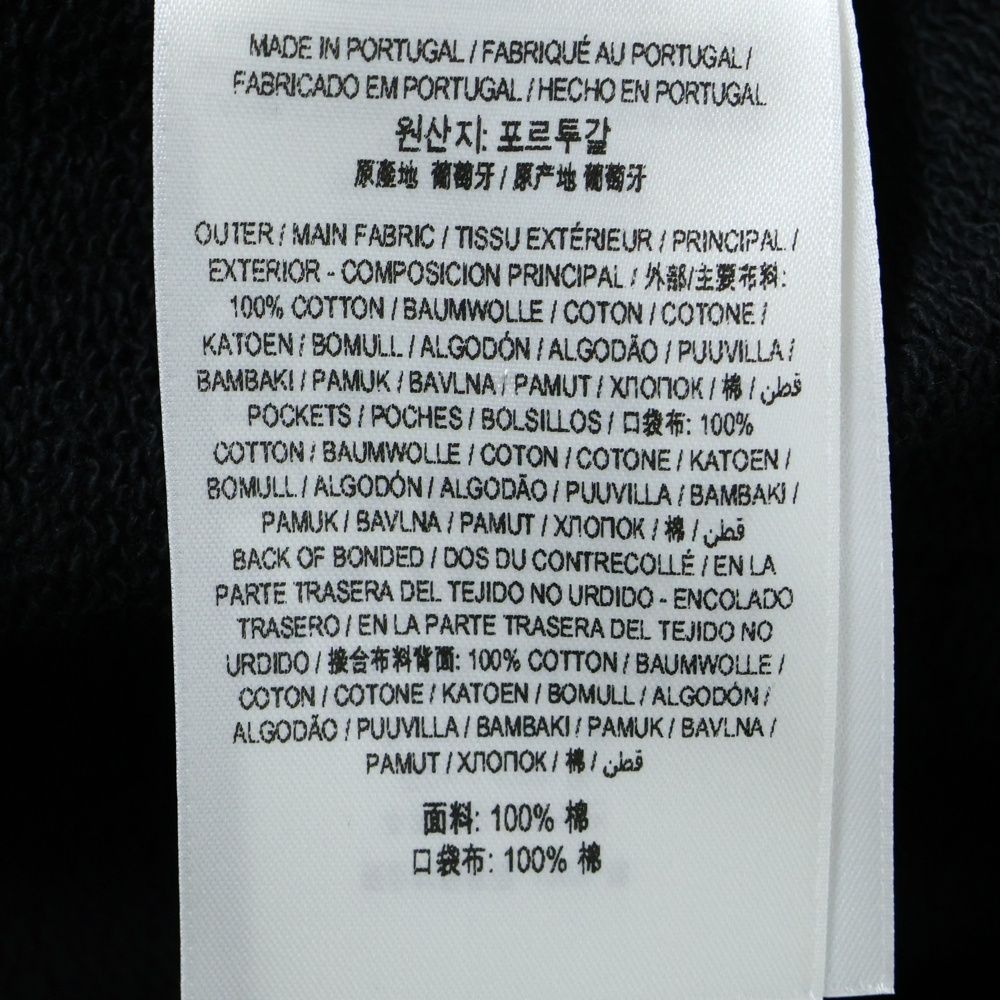 MADE IN PORTUGAL / FABRIQUÉ AU PORTUGAL /
FABRICADO EM PORTUGAL / HECHO EN PORTUGAL
원산지: 포르투갈
原產地 葡萄牙 / 原产地 葡萄牙
OUTER / MAIN FABRIC / TISSU EXTÉRIEUR / PRINCIPAL /
EXTERIOR - COMPOSICION PRINCIPAL / 外部/主要布料:
100% COTTON / BAUMWOLLE / COTON / COTONE /
KATOEN / BOMULL / ALGODÓN / ALGODÃO / PUUVILLA /
BAMBAKI / PAMUK / BAVLNA / PAMUT / ХЛОПОК / 棉 / قطن
POCKETS / POCHES / BOLSILLOS / 口袋布: 100%
COTTON / BAUMWOLLE / COTON / COTONE / KATOEN /
BOMULL / ALGODÓN / ALGODÃO / PUUVILLA / BAMBAKI /
PAMUK / BAVLNA / PAMUT / ХЛОПОК / 棉 / قطن
BACK OF BONDED / DOS DU CONTRECOLLÉ / EN LA
PARTE TRASERA DEL TEJIDO NO URDIDO - ENCOLADO
TRASERO / EN LA PARTE TRASERA DEL TEJIDO NO
URDIDO / 接合布料背面: 100% COTTON / BAUMWOLLE /
COTON / COTONE / KATOEN / BOMULL / ALGODÓN /
ALGODÃO / PUUVILLA / BAMBAKI / PAMUK / BAVLNA /
PAMUT / ХЛОПОК / 棉 / قطن
面料: 100% 棉
口袋布: 100% 棉